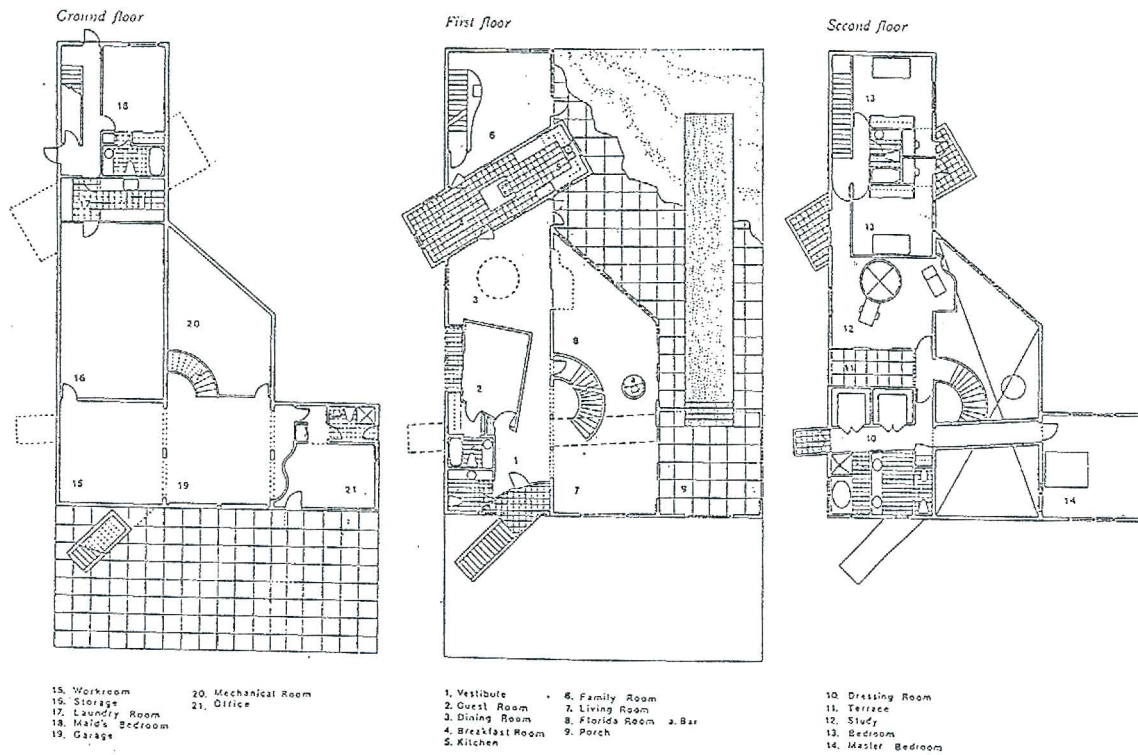 Ground floor
18
20
16
15
19
21
15. Workroom
16. Storage
17. Laundry Room
18. Maid's Bedroom
19. Garage
20. Mechanical Room
21. Office
First floor
6
5
3
8
2
a
1
7
9
1. Vestibule
2. Guest Room
3. Dining Room
4. Breakfast Room
5. Kitchen
6. Family Room
7. Living Room
8. Florida Room a. Bar
9. Porch
Second floor
13
13
12
11
10
14
10. Dressing Room
11. Terrace
12. Study
13. Bedroom
14. Master Bedroom